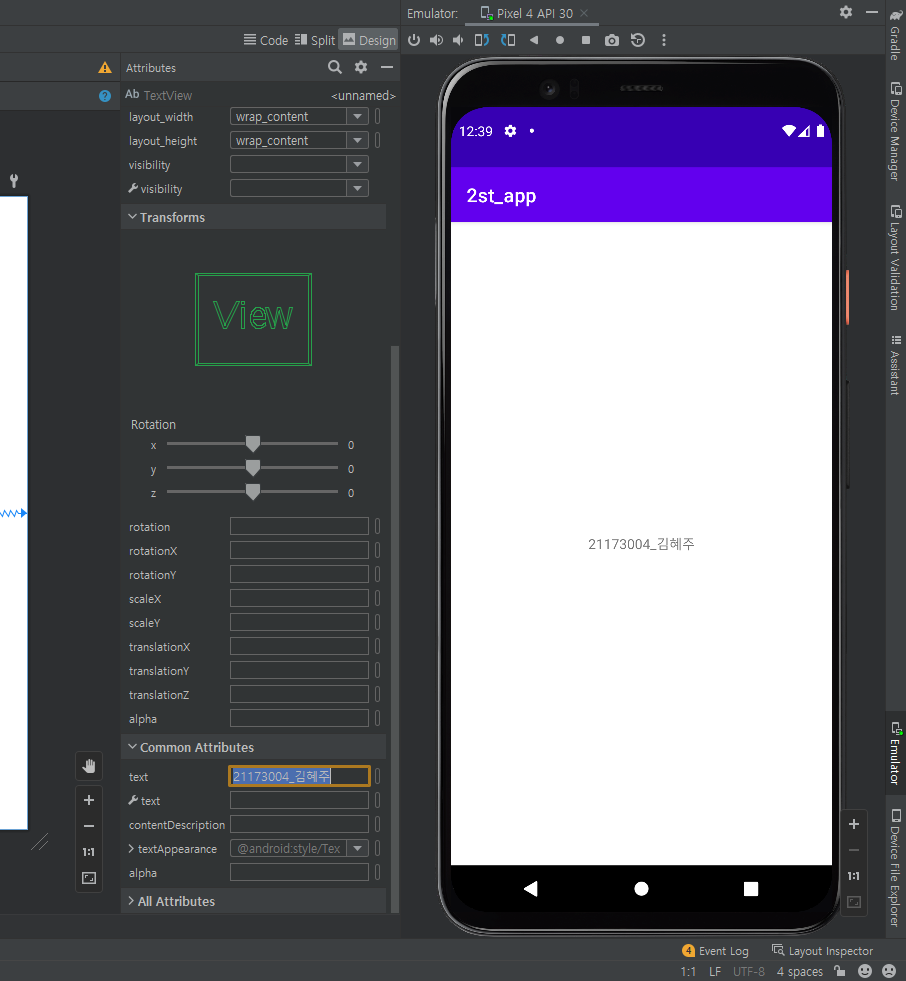 Emulator: Pixel 4 API 30
Code Split Design
Attributes
Ab TextView <unnamed>
layout_width wrap_content
layout_height wrap_content
visibility
visibility
Transforms
View
Rotation
x 0
y 0
z 0
rotation
rotationX
rotationY
scaleX
scaleY
translationX
translationY
translationZ
alpha
Common Attributes
text 21173004_김혜주
text
contentDescription
textAppearance @android:style/Tex
alpha
All Attributes
1:1
12:39
2st_app
21173004_김혜주
1:1
Gradle
Device Manager
Layout Validation
Assistant
Emulator
Device File Explorer
4 Event Log Layout Inspector
1:1 LF UTF-8 4 spaces